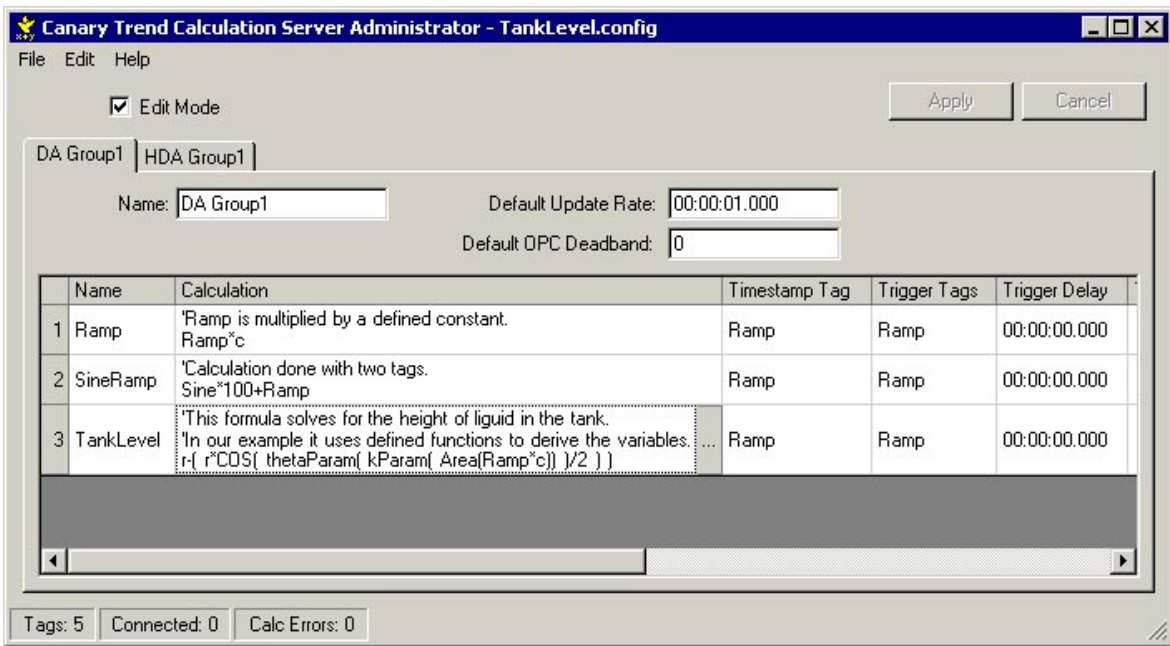 Canary Trend Calculation Server Administrator - TankLevel.config
File Edit Help
Edit Mode
Apply Cancel
DA Group1 HDA Group1
Name: DA Group1 Default Update Rate: 00:00:01.000
Default OPC Deadband: 0
Name Calculation Timestamp Tag Trigger Tags Trigger Delay
1 Ramp 'Ramp is multiplied by a defined constant.
Ramp*c Ramp Ramp 00:00:00.000
2 SineRamp 'Calculation done with two tags.
Sine*100+Ramp Ramp Ramp 00:00:00.000
'This formula solves for the height of liguid in the tank.
3 TankLevel 'In our example it uses defined functions to derive the variables. ... Ramp Ramp 00:00:00.000
r-( r*COS( thetaParam( kParam( Area(Ramp*c)) )/2 ) )
Tags: 5 Connected: 0 Calc Errors: 0